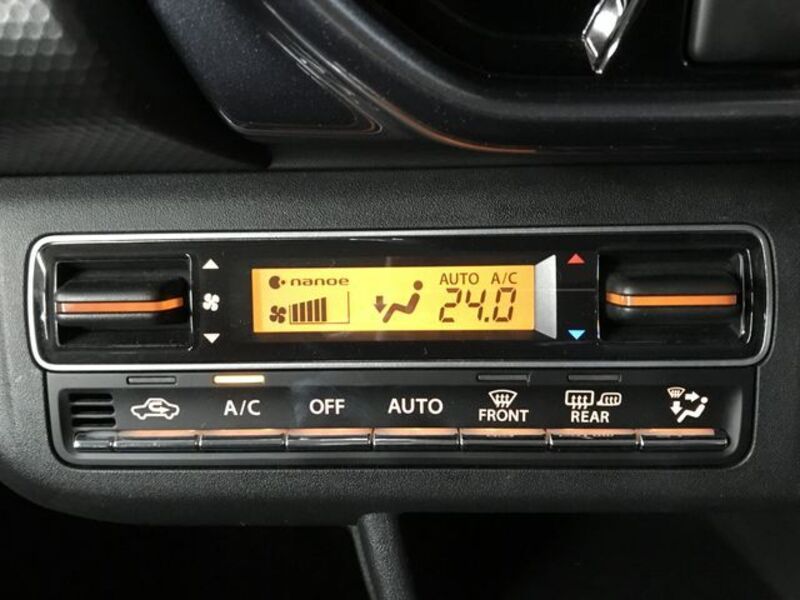 nanoe
AUTO A/C
24.0
A/C OFF AUTO FRONT REAR